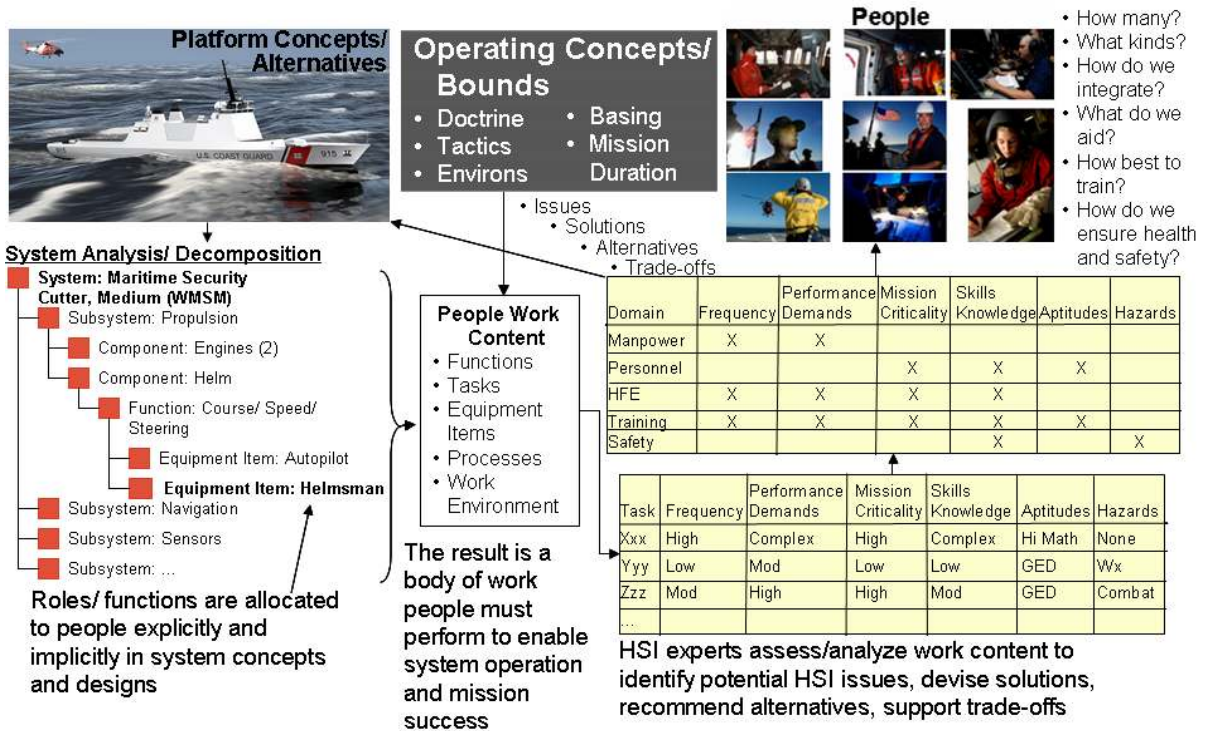 Platform Concepts/
Alternatives
U.S. COAST GUARD
915
Operating Concepts/
Bounds
• Doctrine
• Tactics
• Environs
• Basing
• Mission
Duration
People
• How many?
• What kinds?
• How do we
integrate?
• What do we
aid?
• How best to
train?
• How do we
ensure health
and safety?
• Issues
• Solutions
• Alternatives
• Trade-offs
System Analysis/ Decomposition
System: Maritime Security
Cutter, Medium (WMSM)
Subsystem: Propulsion
Component: Engines (2)
Component: Helm
Function: Course/ Speed/
Steering
Equipment Item: Autopilot
Equipment Item: Helmsman
Subsystem: Navigation
Subsystem: Sensors
Subsystem: ...
Roles/ functions are allocated
to people explicitly and
implicitly in system concepts
and designs
People Work
Content
• Functions
• Tasks
• Equipment
Items
• Processes
• Work
Environment
The result is a
body of work
people must
perform to enable
system operation
and mission
success
Domain Frequency Performance Demands Mission Criticality Skills Knowledge Aptitudes Hazards
Manpower X X
Personnel X X X
HFE X X X X
Training X X X X X
Safety X X
Task Frequency Performance Demands Mission Criticality Skills Knowledge Aptitudes Hazards
Xxx High Complex High Complex Hi Math None
Yyy Low Mod Low Low GED Wx
Zzz Mod High High Mod GED Combat
...
HSI experts assess/analyze work content to
identify potential HSI issues, devise solutions,
recommend alternatives, support trade-offs